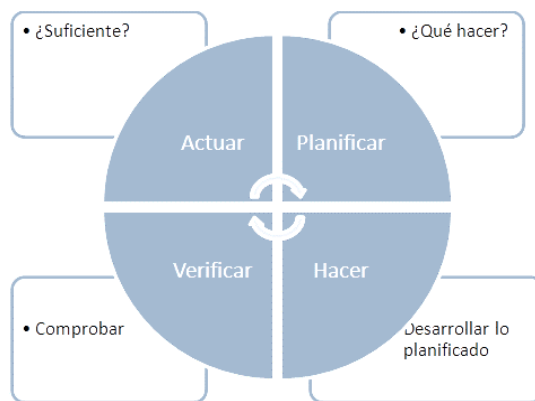 • ¿Suficiente?
• ¿Qué hacer?
Actuar
Planificar
Verificar
Hacer
• Comprobar
Desarrollar lo
planificado